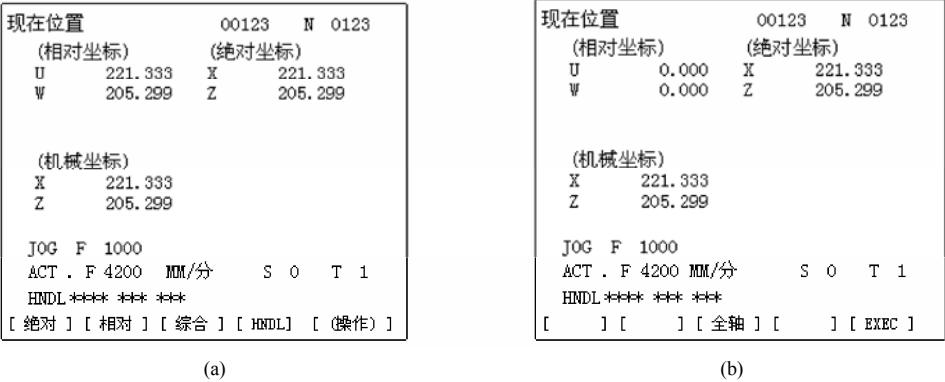 现在位置 00123 N 0123
(相对坐标) (绝对坐标)
U 221.333 X 221.333
W 205.299 Z 205.299
(机械坐标)
X 221.333
Z 205.299
JOG F 1000
ACT . F 4200 MM/分 S 0 T 1
HNDL **** *** ***
[ 绝对 ] [ 相对 ] [ 综合 ] [ HNDL] [ (操作) ]
(a)
现在位置 00123 N 0123
(相对坐标) (绝对坐标)
U 0.000 X 221.333
W 0.000 Z 205.299
(机械坐标)
X 221.333
Z 205.299
JOG F 1000
ACT . F 4200 MM/分 S 0 T 1
HNDL **** *** ***
[ ] [ ] [ 全轴 ] [ ] [ EXEC ]
(b)